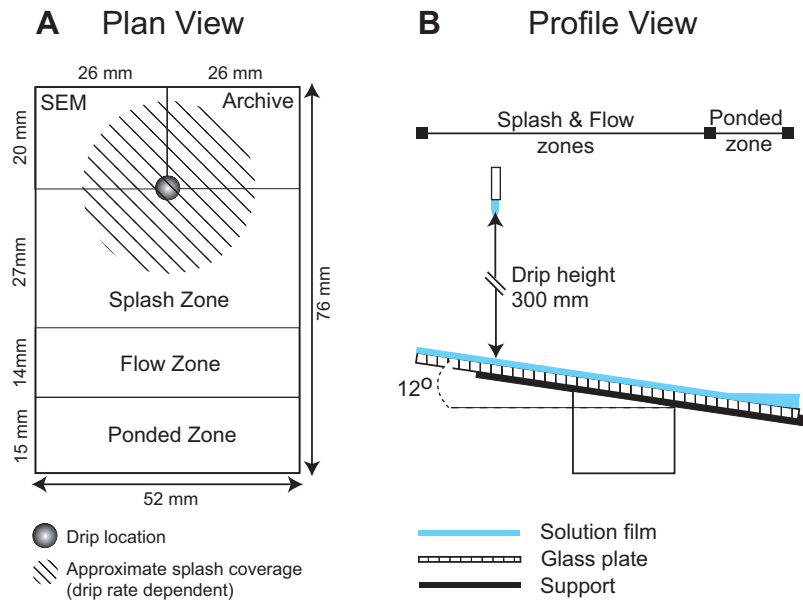 A Plan View
26 mm 26 mm
SEM Archive
20 mm
27mm
Splash Zone
76 mm
14mm
Flow Zone
15 mm
Ponded Zone
52 mm
Drip location
Approximate splash coverage
(drip rate dependent)
B Profile View
Splash & Flow
zones
Ponded
zone
Drip height
300 mm
12º
Solution film
Glass plate
Support